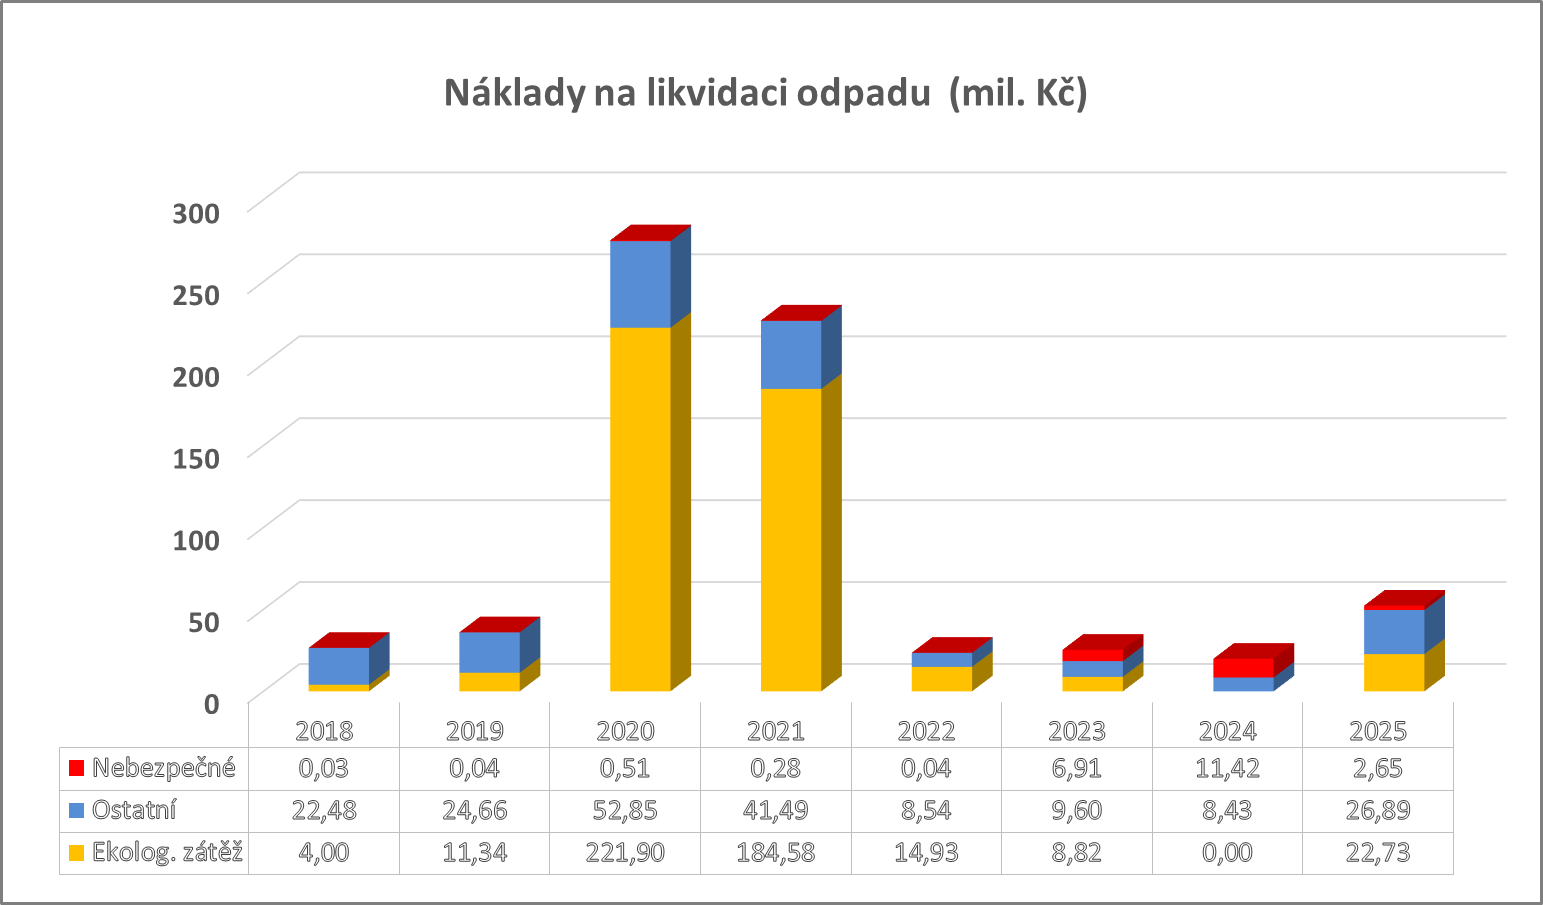 Náklady na likvidaci odpadu (mil. Kč)
300
250
200
150
100
50
0
2018 2019 2020 2021 2022 2023 2024 2025
Nebezpečné 0,03 0,04 0,51 0,28 0,04 6,91 11,42 2,65
Ostatní 22,48 24,66 52,85 41,49 8,54 9,60 8,43 26,89
Ekolog. zátěž 4,00 11,34 221,90 184,58 14,93 8,82 0,00 22,73